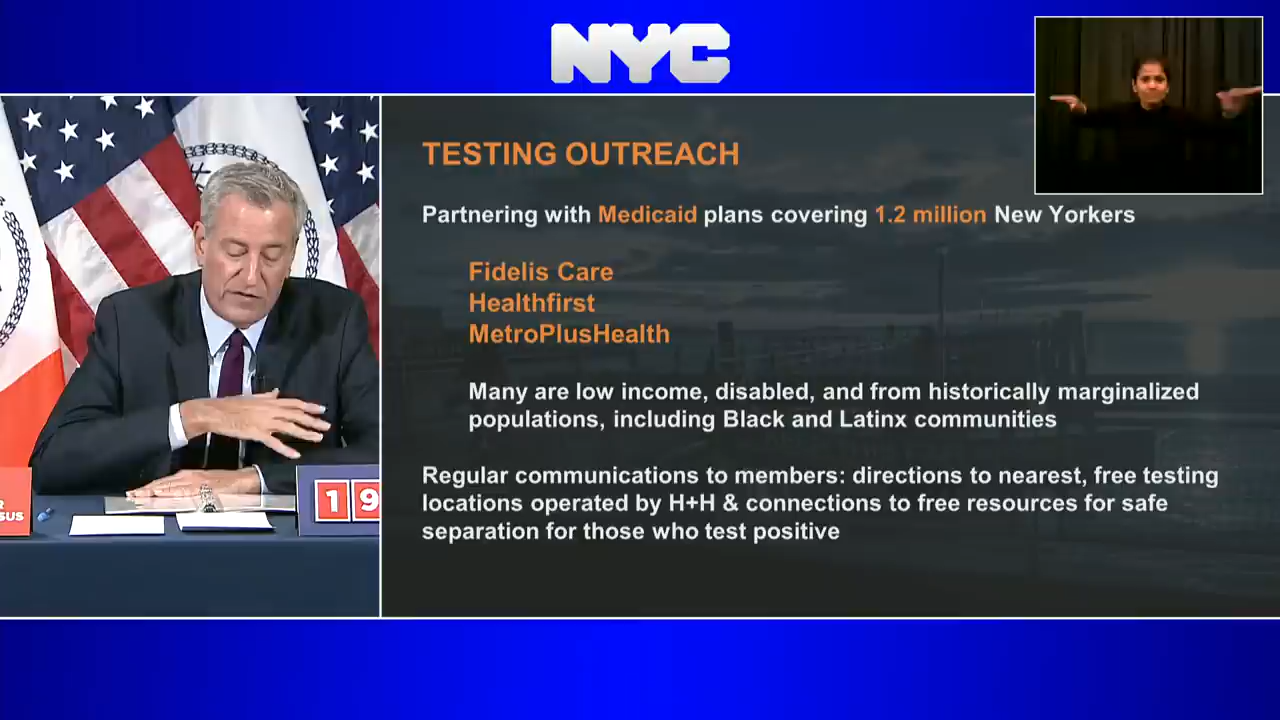 NYC
TESTING OUTREACH
Partnering with Medicaid plans covering 1.2 million New Yorkers
Fidelis Care
Healthfirst
MetroPlusHealth
Many are low income, disabled, and from historically marginalized
populations, including Black and Latinx communities
Regular communications to members: directions to nearest, free testing
locations operated by H+H & connections to free resources for safe
separation for those who test positive
19